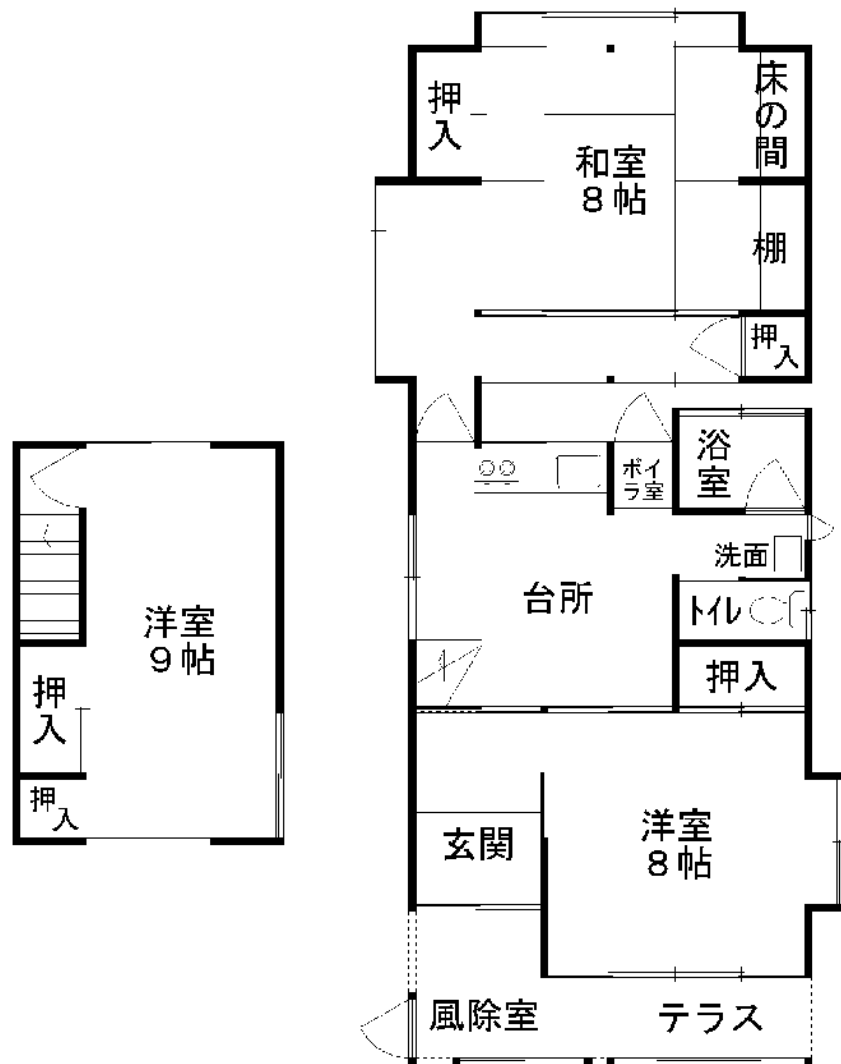 押入
床の間
和室
8帖
棚
押入
浴室
ボイラ室
洗面
台所
トイレ
押入
洋室
9帖
押入
押入
玄関
洋室
8帖
風除室
テラス